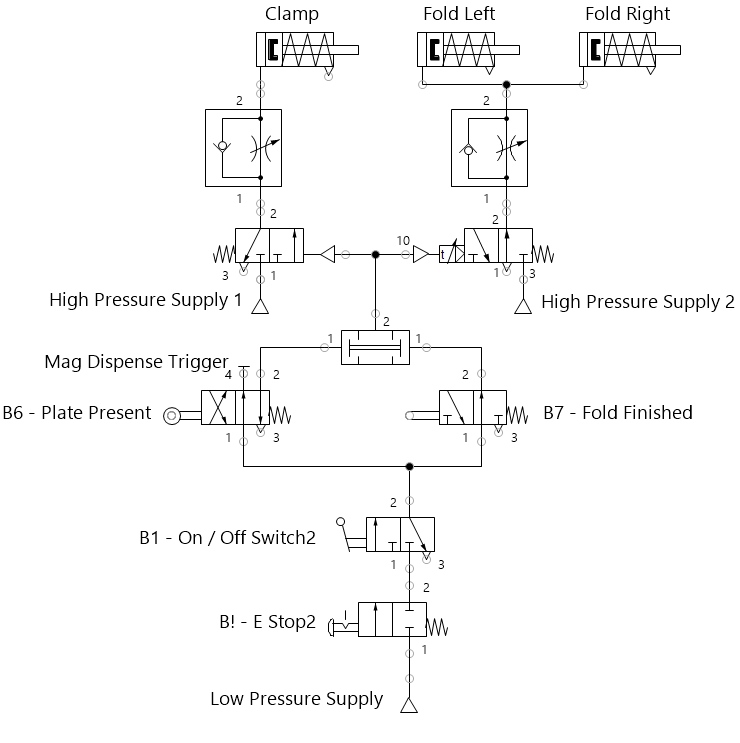 Clamp Fold Left Fold Right
2 2
1 1
2 2
10
t
3 1 1 3
High Pressure Supply 1 High Pressure Supply 2
2
1 1
Mag Dispense Trigger
4 2 2
B6 - Plate Present B7 - Fold Finished
1 3 1 3
2
B1 - On / Off Switch2
1 3
2
B! - E Stop2
1
Low Pressure Supply